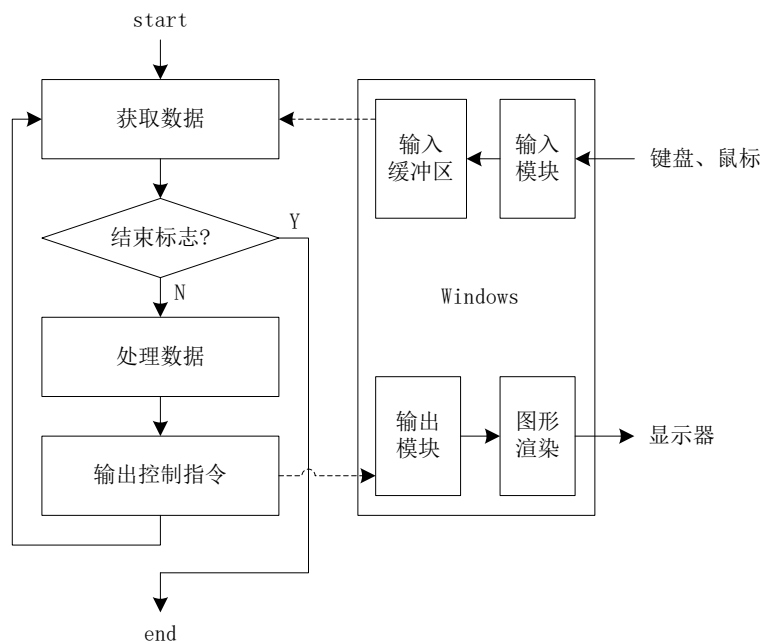 start
获取数据
结束标志?
Y
N
处理数据
输出控制指令
end
输入
缓冲区
输入
模块
键盘、鼠标
Windows
输出
模块
图形
渲染
显示器